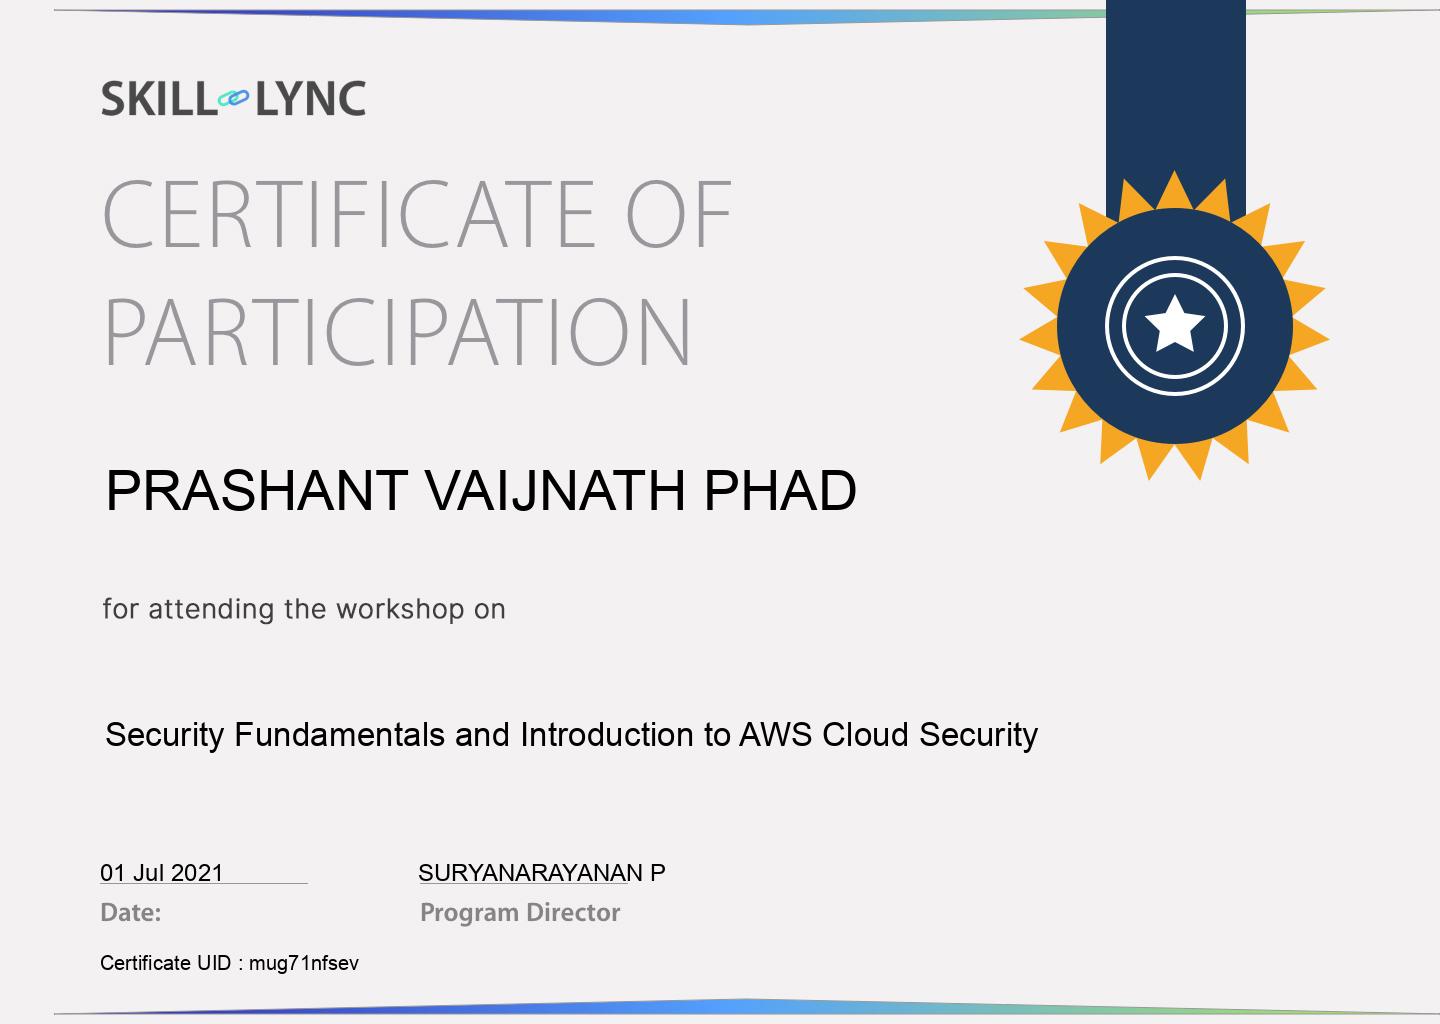 SKILL LYNC
CERTIFICATE OF
PARTICIPATION
PRASHANT VAIJNATH PHAD
for attending the workshop on
Security Fundamentals and Introduction to AWS Cloud Security
01 Jul 2021 SURYANARAYANAN P
Date: Program Director
Certificate UID : mug71nfsev